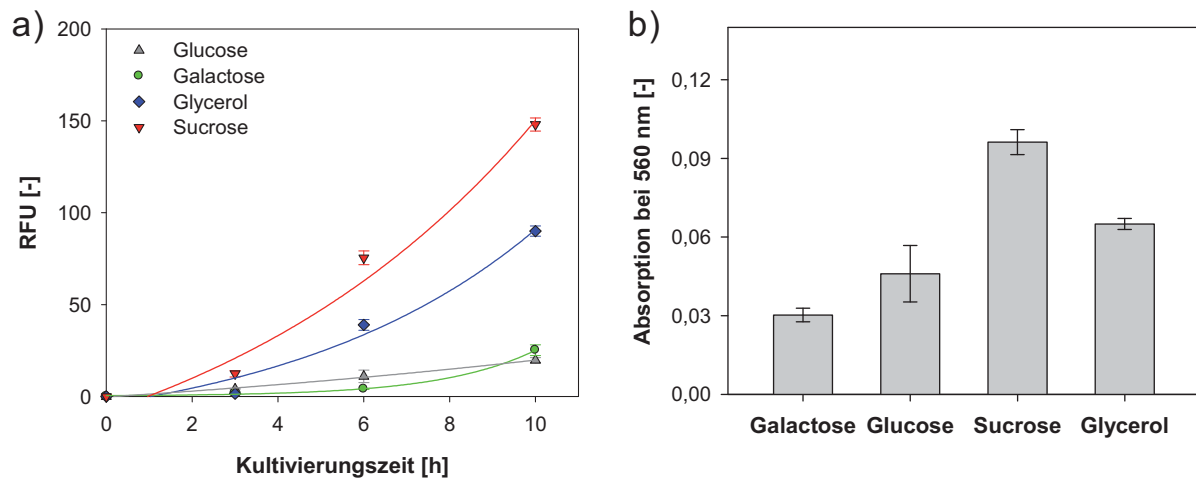 a)
200
150
100
50
0
RFU [-]
Glucose
Galactose
Glycerol
Sucrose
0 2 4 6 8 10
Kultivierungszeit [h]
b)
0,12
0,09
0,06
0,03
0,00
Absorption bei 560 nm [-]
Galactose Glucose Sucrose Glycerol